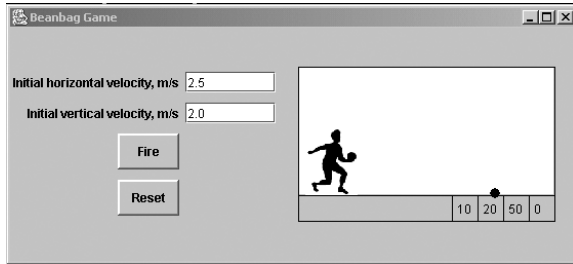 Beanbag Game
Initial horizontal velocity, m/s 2.5
Initial vertical velocity, m/s 2.0
Fire
Reset
10 20 50 0